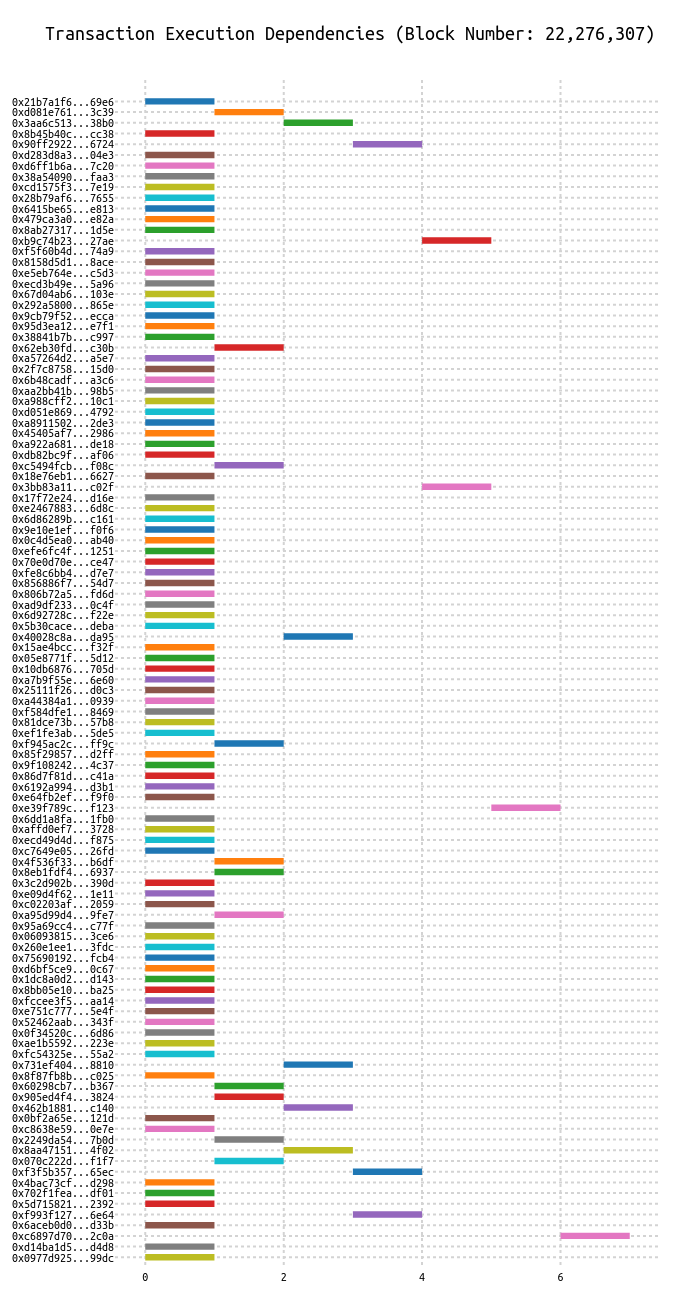 Transaction Execution Dependencies (Block Number: 22,276,307)
0x21b7a1f6...69e6
0xd081e761...3c39
0x3aa6c513...38b0
0x8b45b40c...cc38
0x90ff2922...6724
0xd283d8a3...04e3
0xd6ff1b6a...7c20
0x38a54090...faa3
0xcd1575f3...7e19
0x28b79af6...7655
0x6415be65...e813
0x479ca3a0...e82a
0x8ab27317...1d5e
0xb9c74b23...27ae
0xf5f60b4d...74a9
0x8158d5d1...8ace
0xe5eb764e...c5d3
0xecd3b49e...5a96
0x67d04ab6...103e
0x292a5800...865e
0x9cb79f52...ecca
0x95d3ea12...e7f1
0x38841b7b...c997
0x62eb30fd...c30b
0xa57264d2...a5e7
0x2f7c8758...15d0
0x6b48cadf...a3c6
0xaa2bb41b...98b5
0xa988cff2...10c1
0xd051e869...4792
0xa8911502...2de3
0x45405af7...2986
0xa922a681...de18
0xdb82bc9f...af06
0xc5494fcb...f08c
0x18e76eb1...6627
0x3bb83a11...c02f
0x17f72e24...d16e
0xe2467883...6d8c
0x6d86289b...c161
0x9e10e1ef...f0f6
0x0c4d5ea0...ab40
0xefe6fc4f...1251
0x70e0d70e...ce47
0xfe8c6bb4...d7e7
0x856886f7...54d7
0x806b72a5...fd6d
0xad9df233...0c4f
0x6d92728c...f22e
0x5b30cace...deba
0x40028c8a...da95
0x15ae4bcc...f32f
0x05e8771f...5d12
0x10db6876...705d
0xa7b9f55e...6e60
0x25111f26...d0c3
0xa44384a1...0939
0xf584dfe1...8469
0x81dce73b...57b8
0xef1fe3ab...5de5
0xf945ac2c...ff9c
0x85f29857...d2ff
0x9f108242...4c37
0x86d7f81d...c41a
0x6192a994...d3b1
0xe64fb2ef...f9f0
0xe39f789c...f123
0x6dd1a8fa...1fb0
0xaffd0ef7...3728
0xecd49d4d...f875
0xc7649e05...26fd
0x4f536f33...b6df
0x8eb1fdf4...6937
0x3c2d902b...390d
0xe09d4f62...1e11
0xc02203af...2059
0xa95d99d4...9fe7
0x95a69cc4...c77f
0x06093815...3ce6
0x260e1ee1...3fdc
0x75690192...fcb4
0xd6bf5ce9...0c67
0x1dc8a0d2...d143
0x8bb05e10...ba25
0xfccee3f5...aa14
0xe751c777...5e4f
0x52462aab...343f
0x0f34520c...6d86
0xae1b5592...223e
0xfc54325e...55a2
0x731ef404...8810
0x8f87fb8b...c025
0x60298cb7...b367
0x905ed4f4...3824
0x462b1881...c140
0x0bf2a65e...121d
0xc8638e59...0e7e
0x2249da54...7b0d
0x8aa47151...4f02
0x070c222d...f1f7
0xf3f5b357...65ec
0x4bac73cf...d298
0x702f1fea...df01
0x5d715821...2392
0xf993f127...6e64
0x6aceb0d0...d33b
0xc6897d70...2c0a
0xd14ba1d5...d4d8
0x0977d925...99dc
0 2 4 6